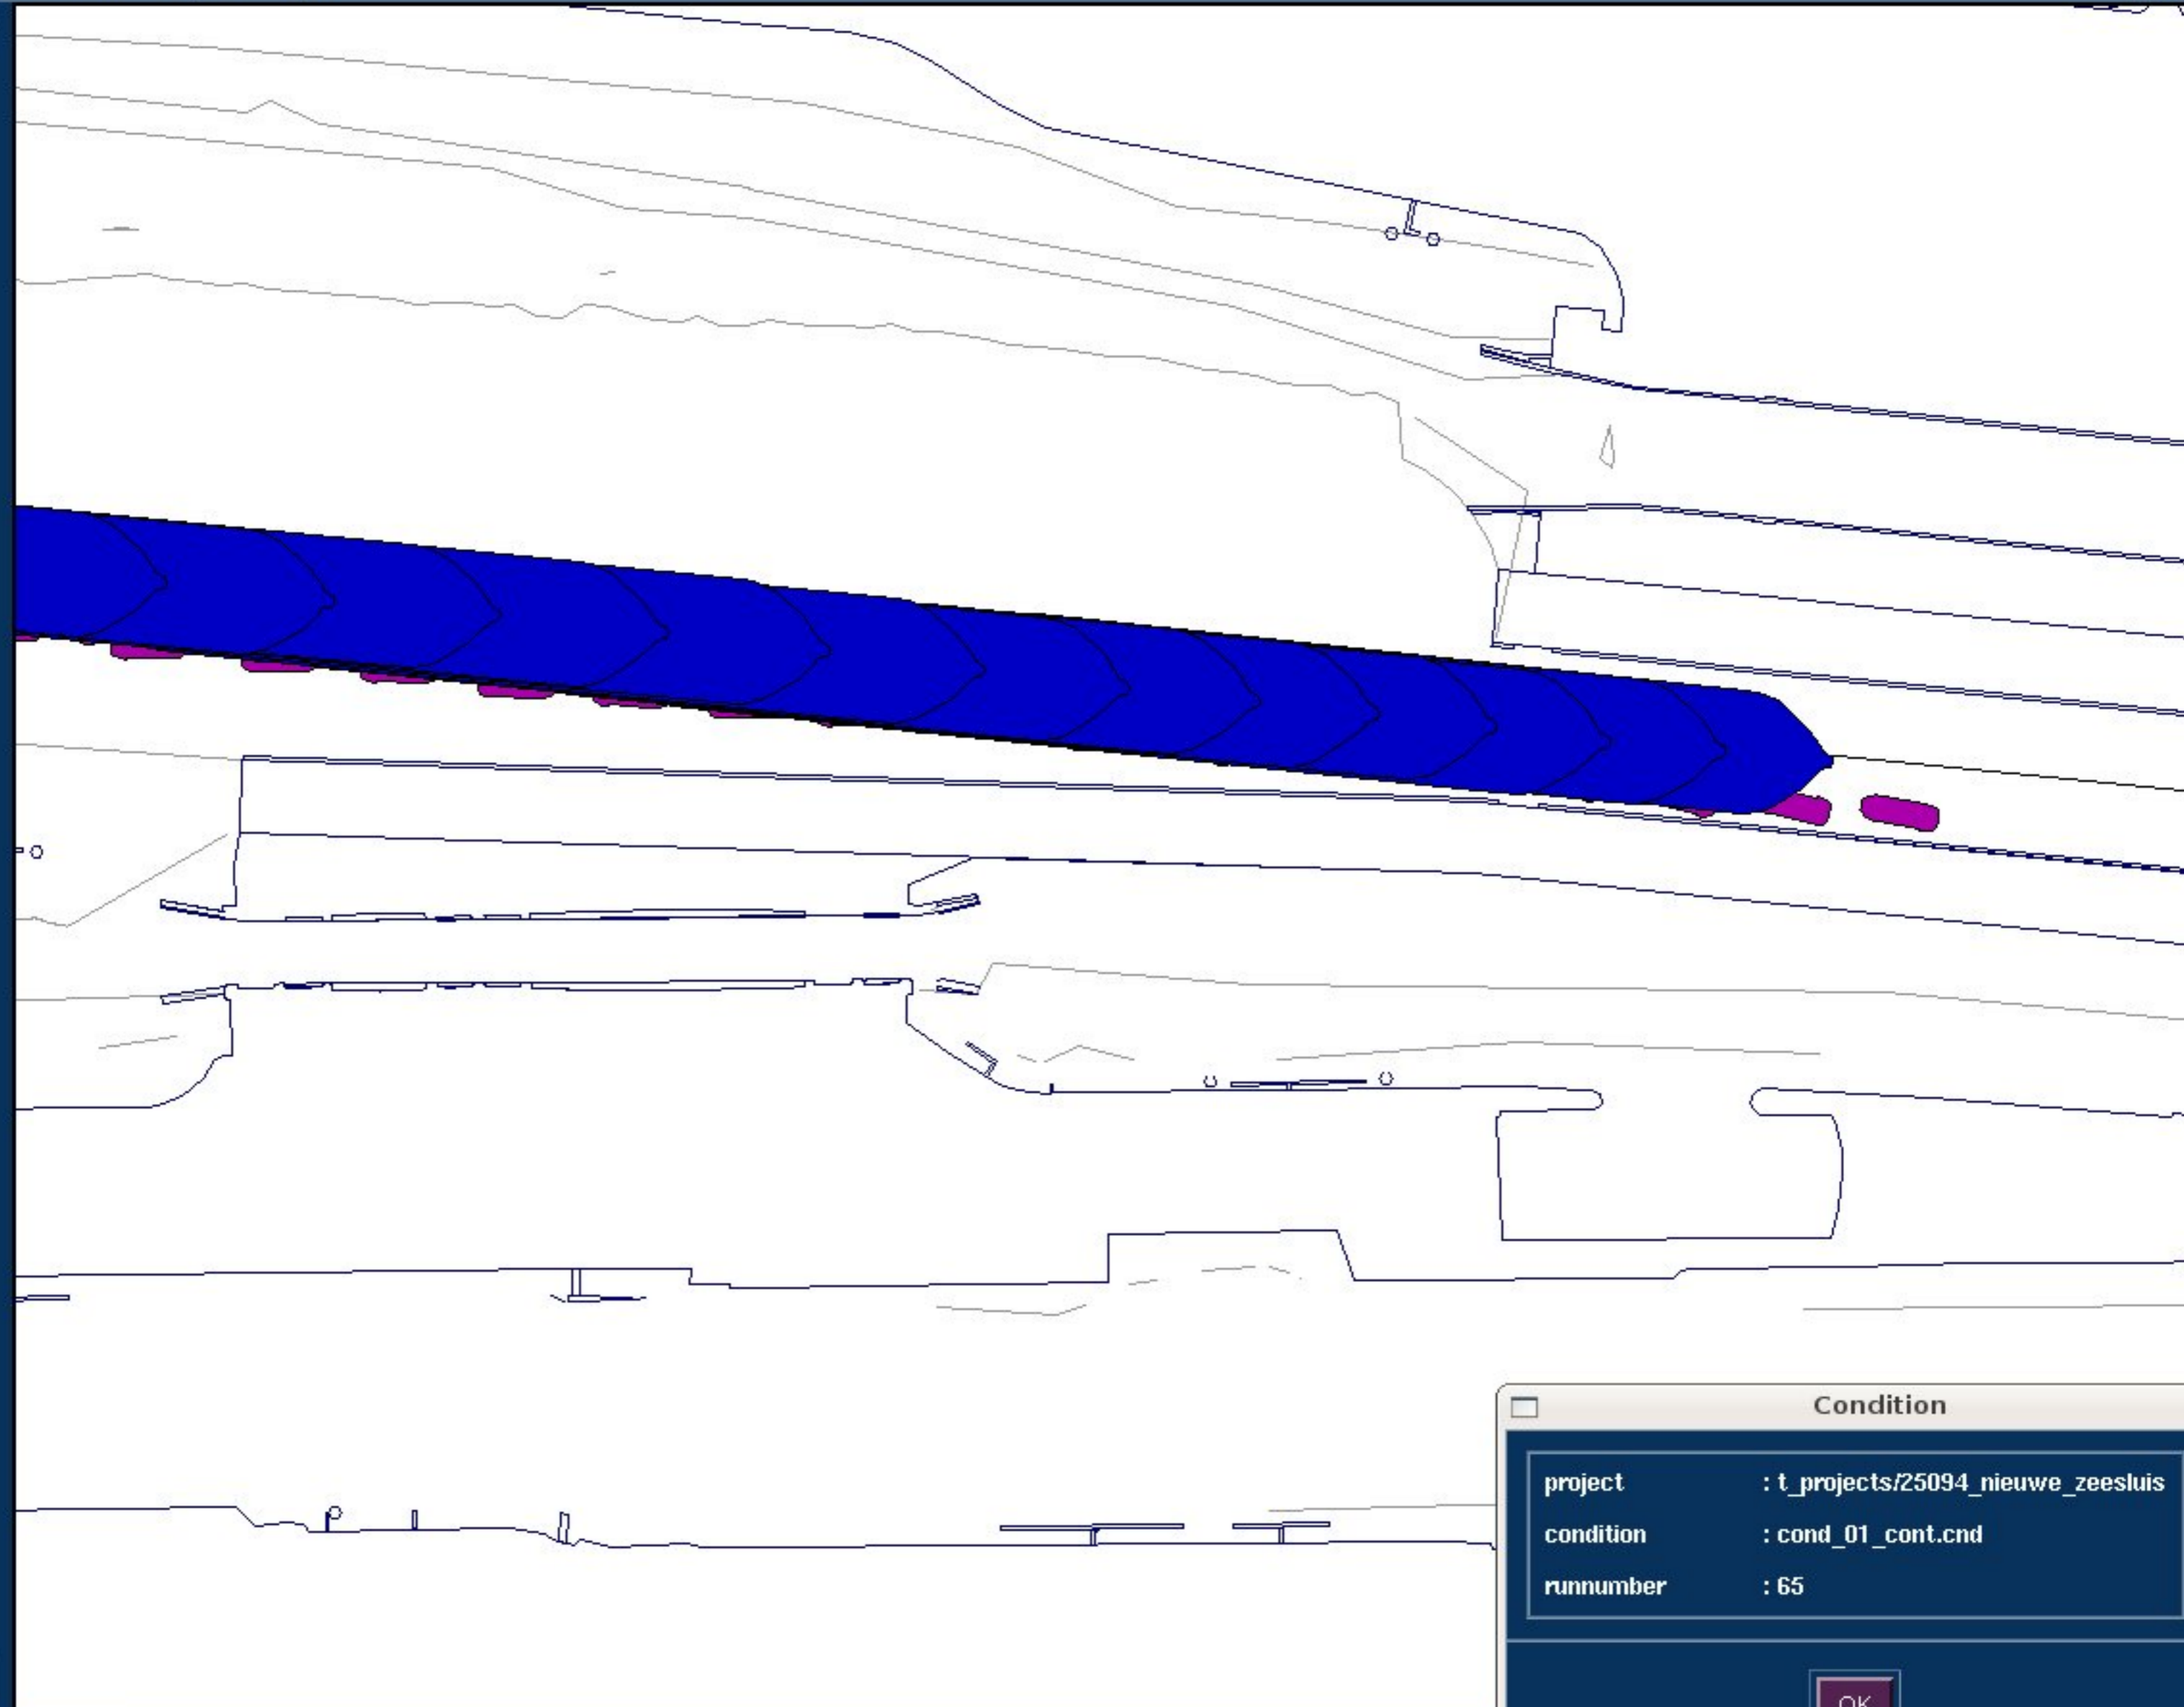 Condition
project : t_projects/25094_nieuwe_zeesluis
condition : cond_01_cont.cnd
runnumber : 65
OK